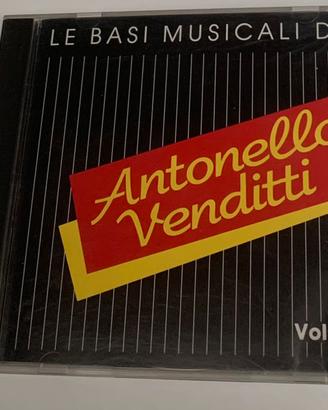 LE BASI MUSICALI D
Antonello
Venditti
Vol